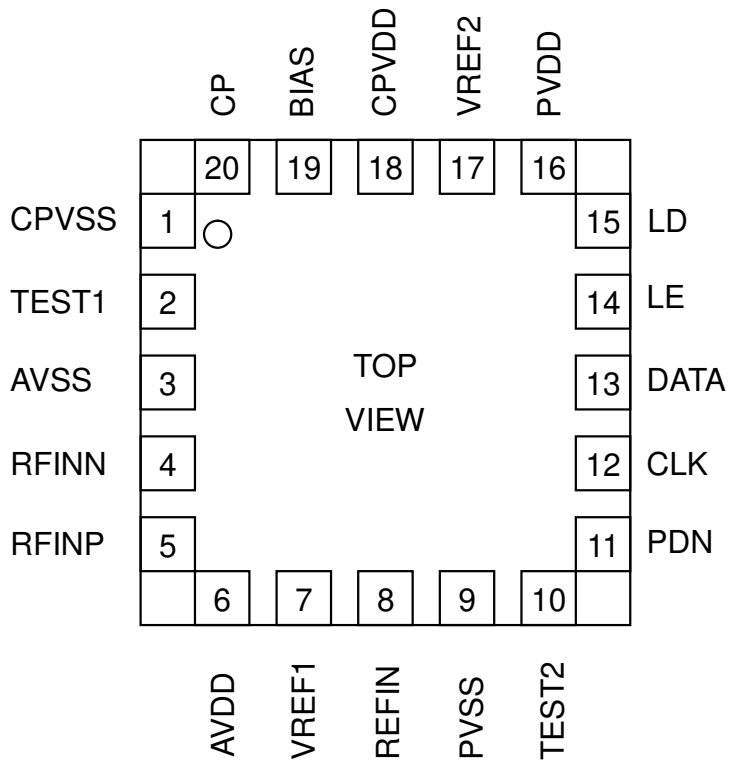 CP
BIAS
CPVDD
VREF2
PVDD
20
19
18
17
16
CPVSS 1
15 LD
TEST1 2
14 LE
AVSS 3
13 DATA
RFINN 4
12 CLK
RFINP 5
11 PDN
TOP
VIEW
6
7
8
9
10
AVDD
VREF1
REFIN
PVSS
TEST2